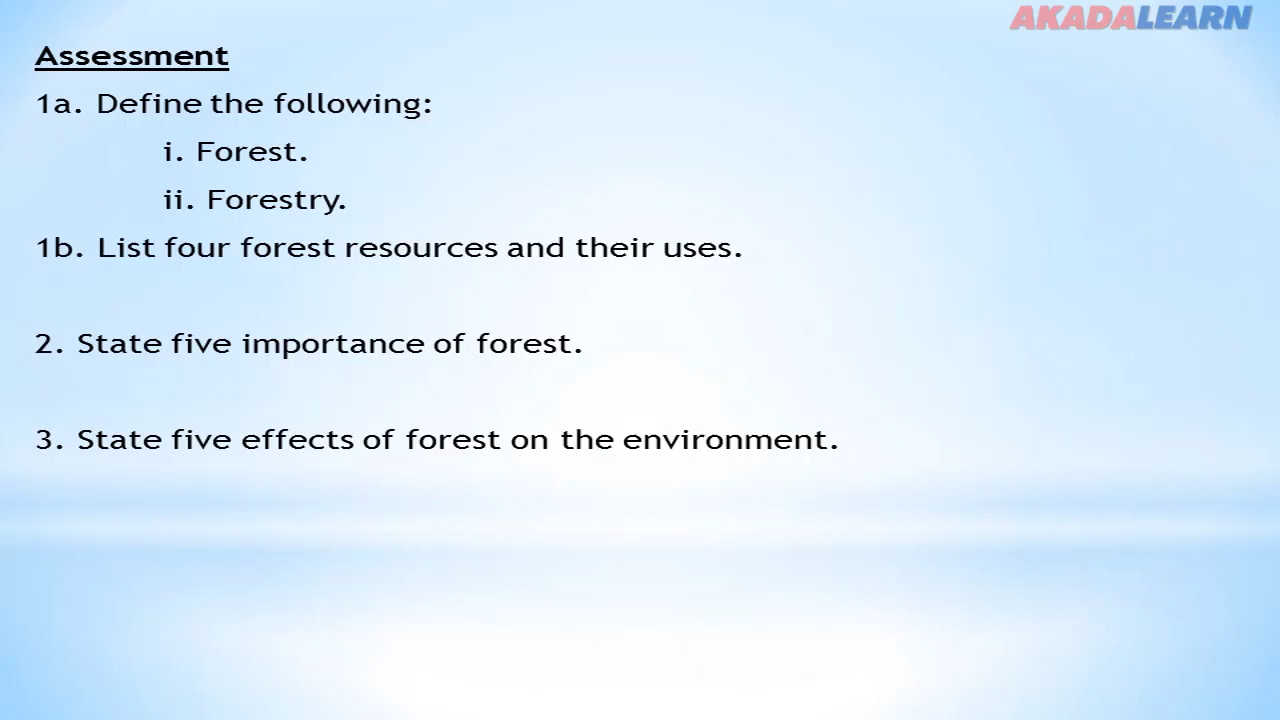 AKADALEARN
Assessment
1a. Define the following:
i. Forest.
ii. Forestry.
1b. List four forest resources and their uses.
2. State five importance of forest.
3. State five effects of forest on the environment.